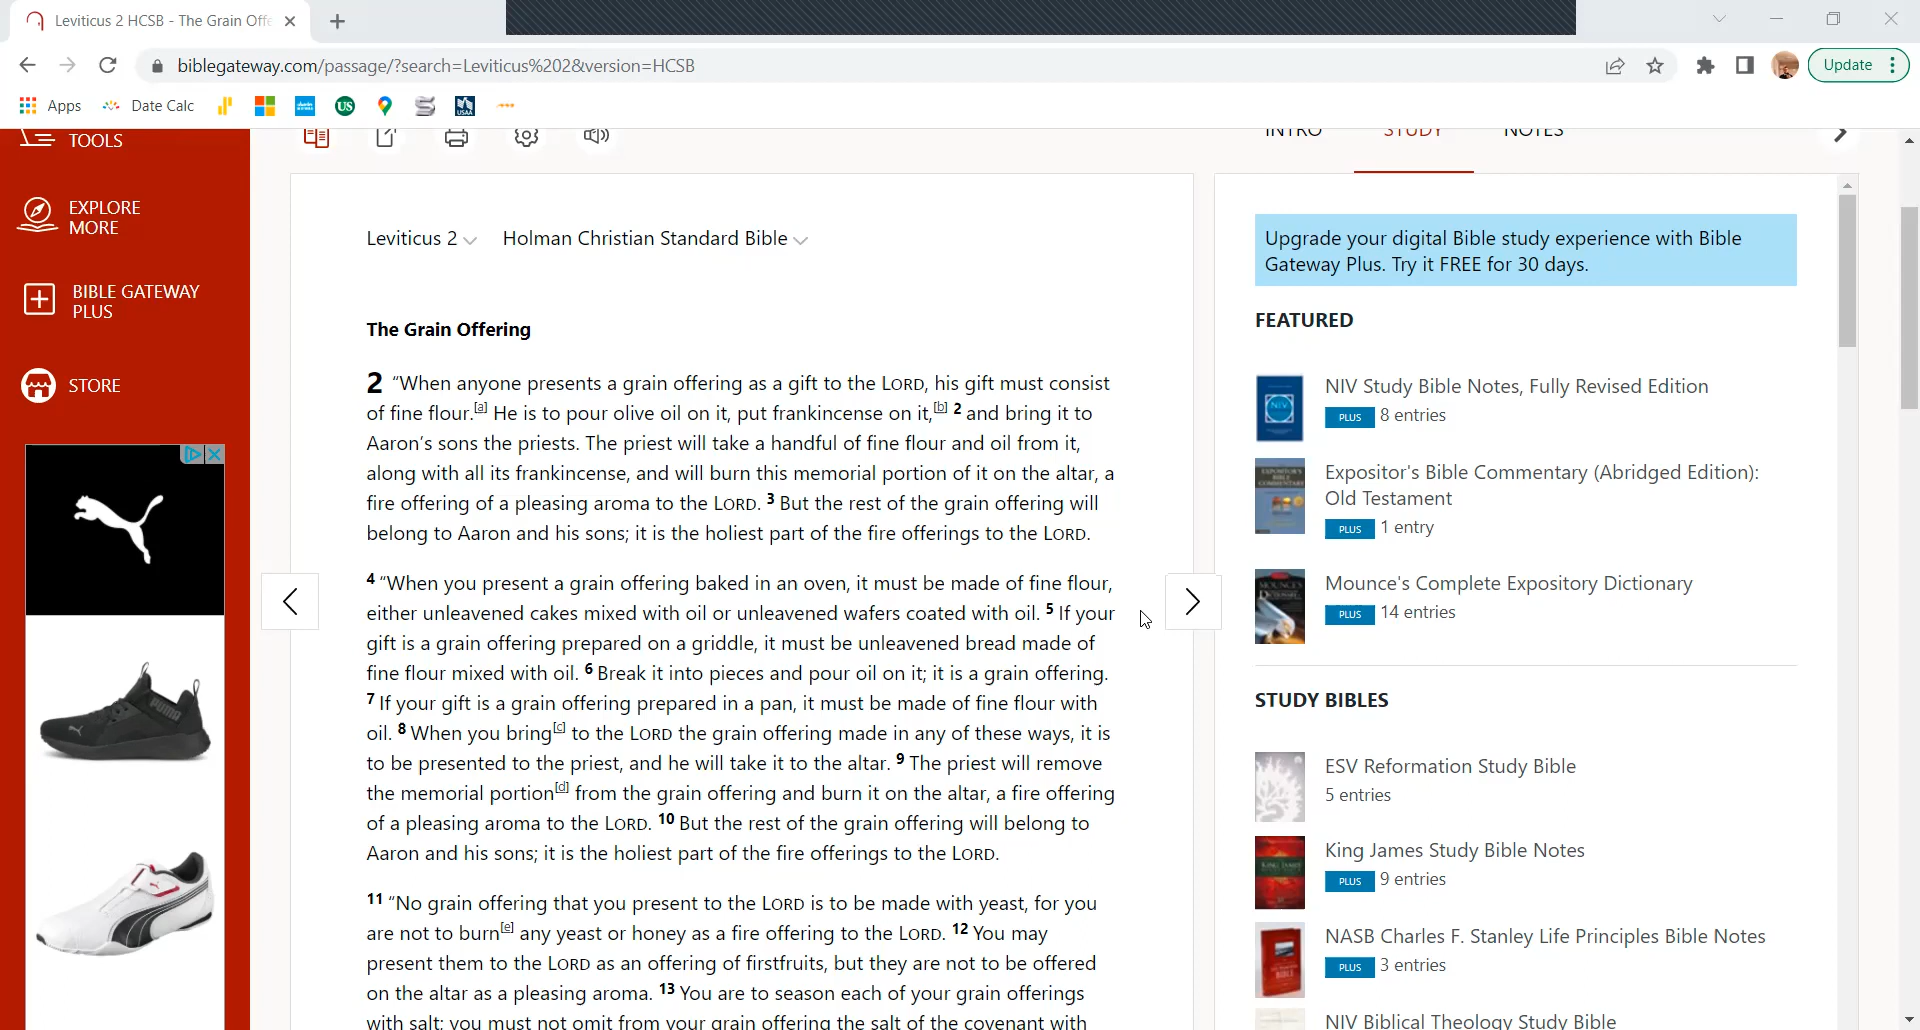 Leviticus 2 HCSB - The Grain Offe
biblegateway.com/passage/?search=Leviticus%202&version=HCSB
Update
Apps
Date Calc
US
USAA
TOOLS
EXPLORE
MORE
BIBLE GATEWAY
PLUS
STORE
INTRO
STUDY
NOTES
Leviticus 2
Holman Christian Standard Bible
The Grain Offering
2 “When anyone presents a grain offering as a gift to the LORD, his gift must consist
of fine flour.[a] He is to pour olive oil on it, put frankincense on it,[b] 2 and bring it to
Aaron’s sons the priests. The priest will take a handful of fine flour and oil from it,
along with all its frankincense, and will burn this memorial portion of it on the altar, a
fire offering of a pleasing aroma to the LORD. 3 But the rest of the grain offering will
belong to Aaron and his sons; it is the holiest part of the fire offerings to the LORD.
4 “When you present a grain offering baked in an oven, it must be made of fine flour,
either unleavened cakes mixed with oil or unleavened wafers coated with oil. 5 If your
gift is a grain offering prepared on a griddle, it must be unleavened bread made of
fine flour mixed with oil. 6 Break it into pieces and pour oil on it; it is a grain offering.
7 If your gift is a grain offering prepared in a pan, it must be made of fine flour with
oil. 8 When you bring[c] to the LORD the grain offering made in any of these ways, it is
to be presented to the priest, and he will take it to the altar. 9 The priest will remove
the memorial portion[d] from the grain offering and burn it on the altar, a fire offering
of a pleasing aroma to the LORD. 10 But the rest of the grain offering will belong to
Aaron and his sons; it is the holiest part of the fire offerings to the LORD.
11 “No grain offering that you present to the LORD is to be made with yeast, for you
are not to burn[e] any yeast or honey as a fire offering to the LORD. 12 You may
present them to the LORD as an offering of firstfruits, but they are not to be offered
on the altar as a pleasing aroma. 13 You are to season each of your grain offerings
with salt; you must not omit from your grain offering the salt of the covenant with
Upgrade your digital Bible study experience with Bible
Gateway Plus. Try it FREE for 30 days.
FEATURED
NIV
NIV Study Bible Notes, Fully Revised Edition
PLUS 8 entries
EXPOSITOR'S
BIBLE
COMMENTARY
Expositor's Bible Commentary (Abridged Edition):
Old Testament
PLUS 1 entry
Mounce's Complete Expository Dictionary
PLUS 14 entries
STUDY BIBLES
ESV Reformation Study Bible
5 entries
KING JAMES
King James Study Bible Notes
PLUS 9 entries
NASB Charles F. Stanley Life Principles Bible Notes
PLUS 3 entries
NIV Biblical Theology Study Bible
PUMA